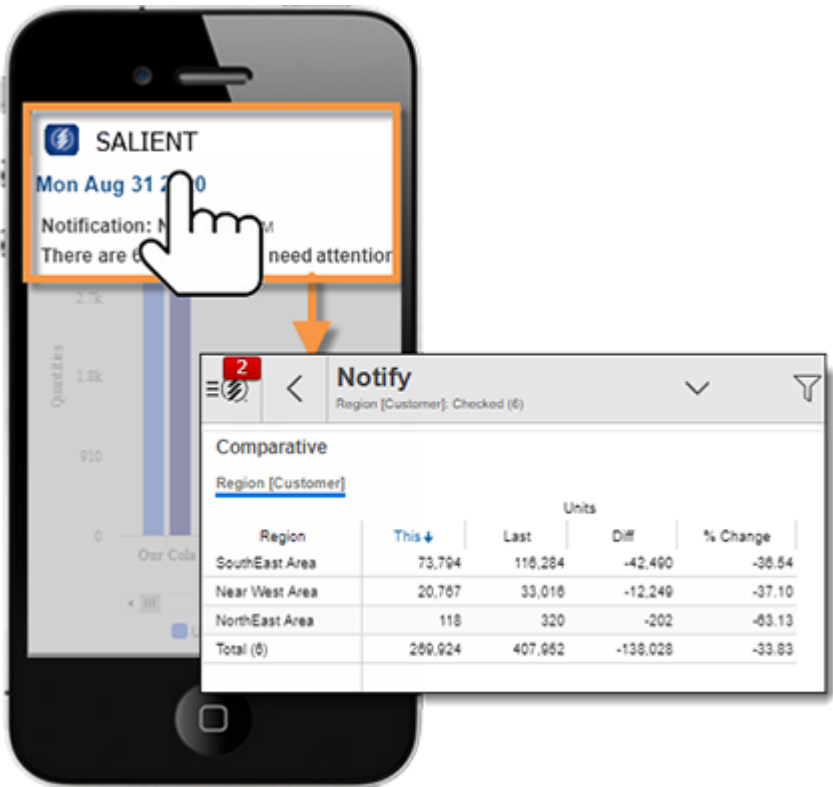 SALIENT
Mon Aug 31 2 0
Notification: N M
There are 6 need attention
2.7k
1.8k
910
0
Quantities
Our Cola
2
Notify
Region [Customer]: Checked (6)
Comparative
Region [Customer]
Units
Region This Last Diff % Change
SouthEast Area 73,794 116,284 -42,490 -36.54
Near West Area 20,767 33,016 -12,249 -37.10
NorthEast Area 118 320 -202 -63.13
Total (6) 269,924 407,952 -138,028 -33.83